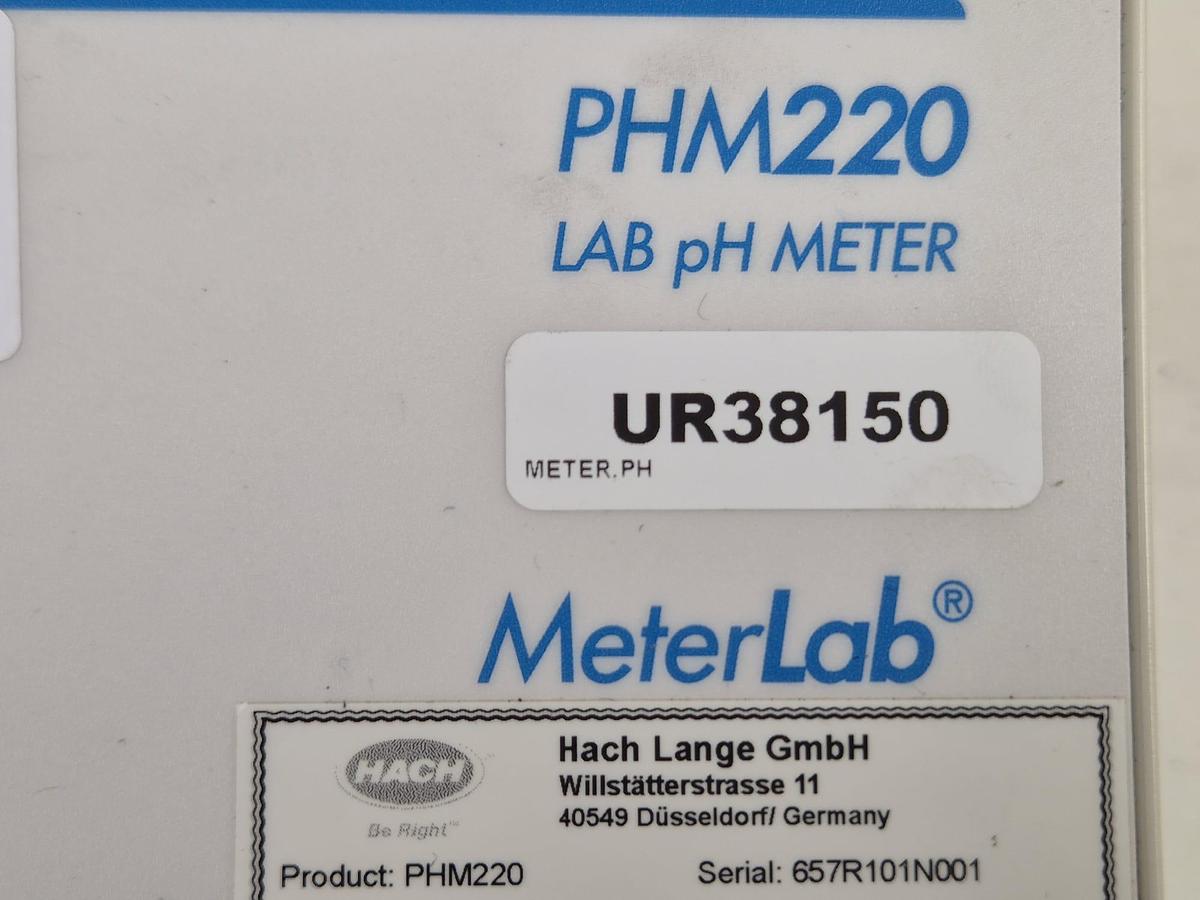 PHM220
LAB pH METER
UR38150
METER.PH
MeterLab®
HACH
Be Right™
Hach Lange GmbH
Willstätterstrasse 11
40549 Düsseldorf/ Germany
Product: PHM220
Serial: 657R101N001